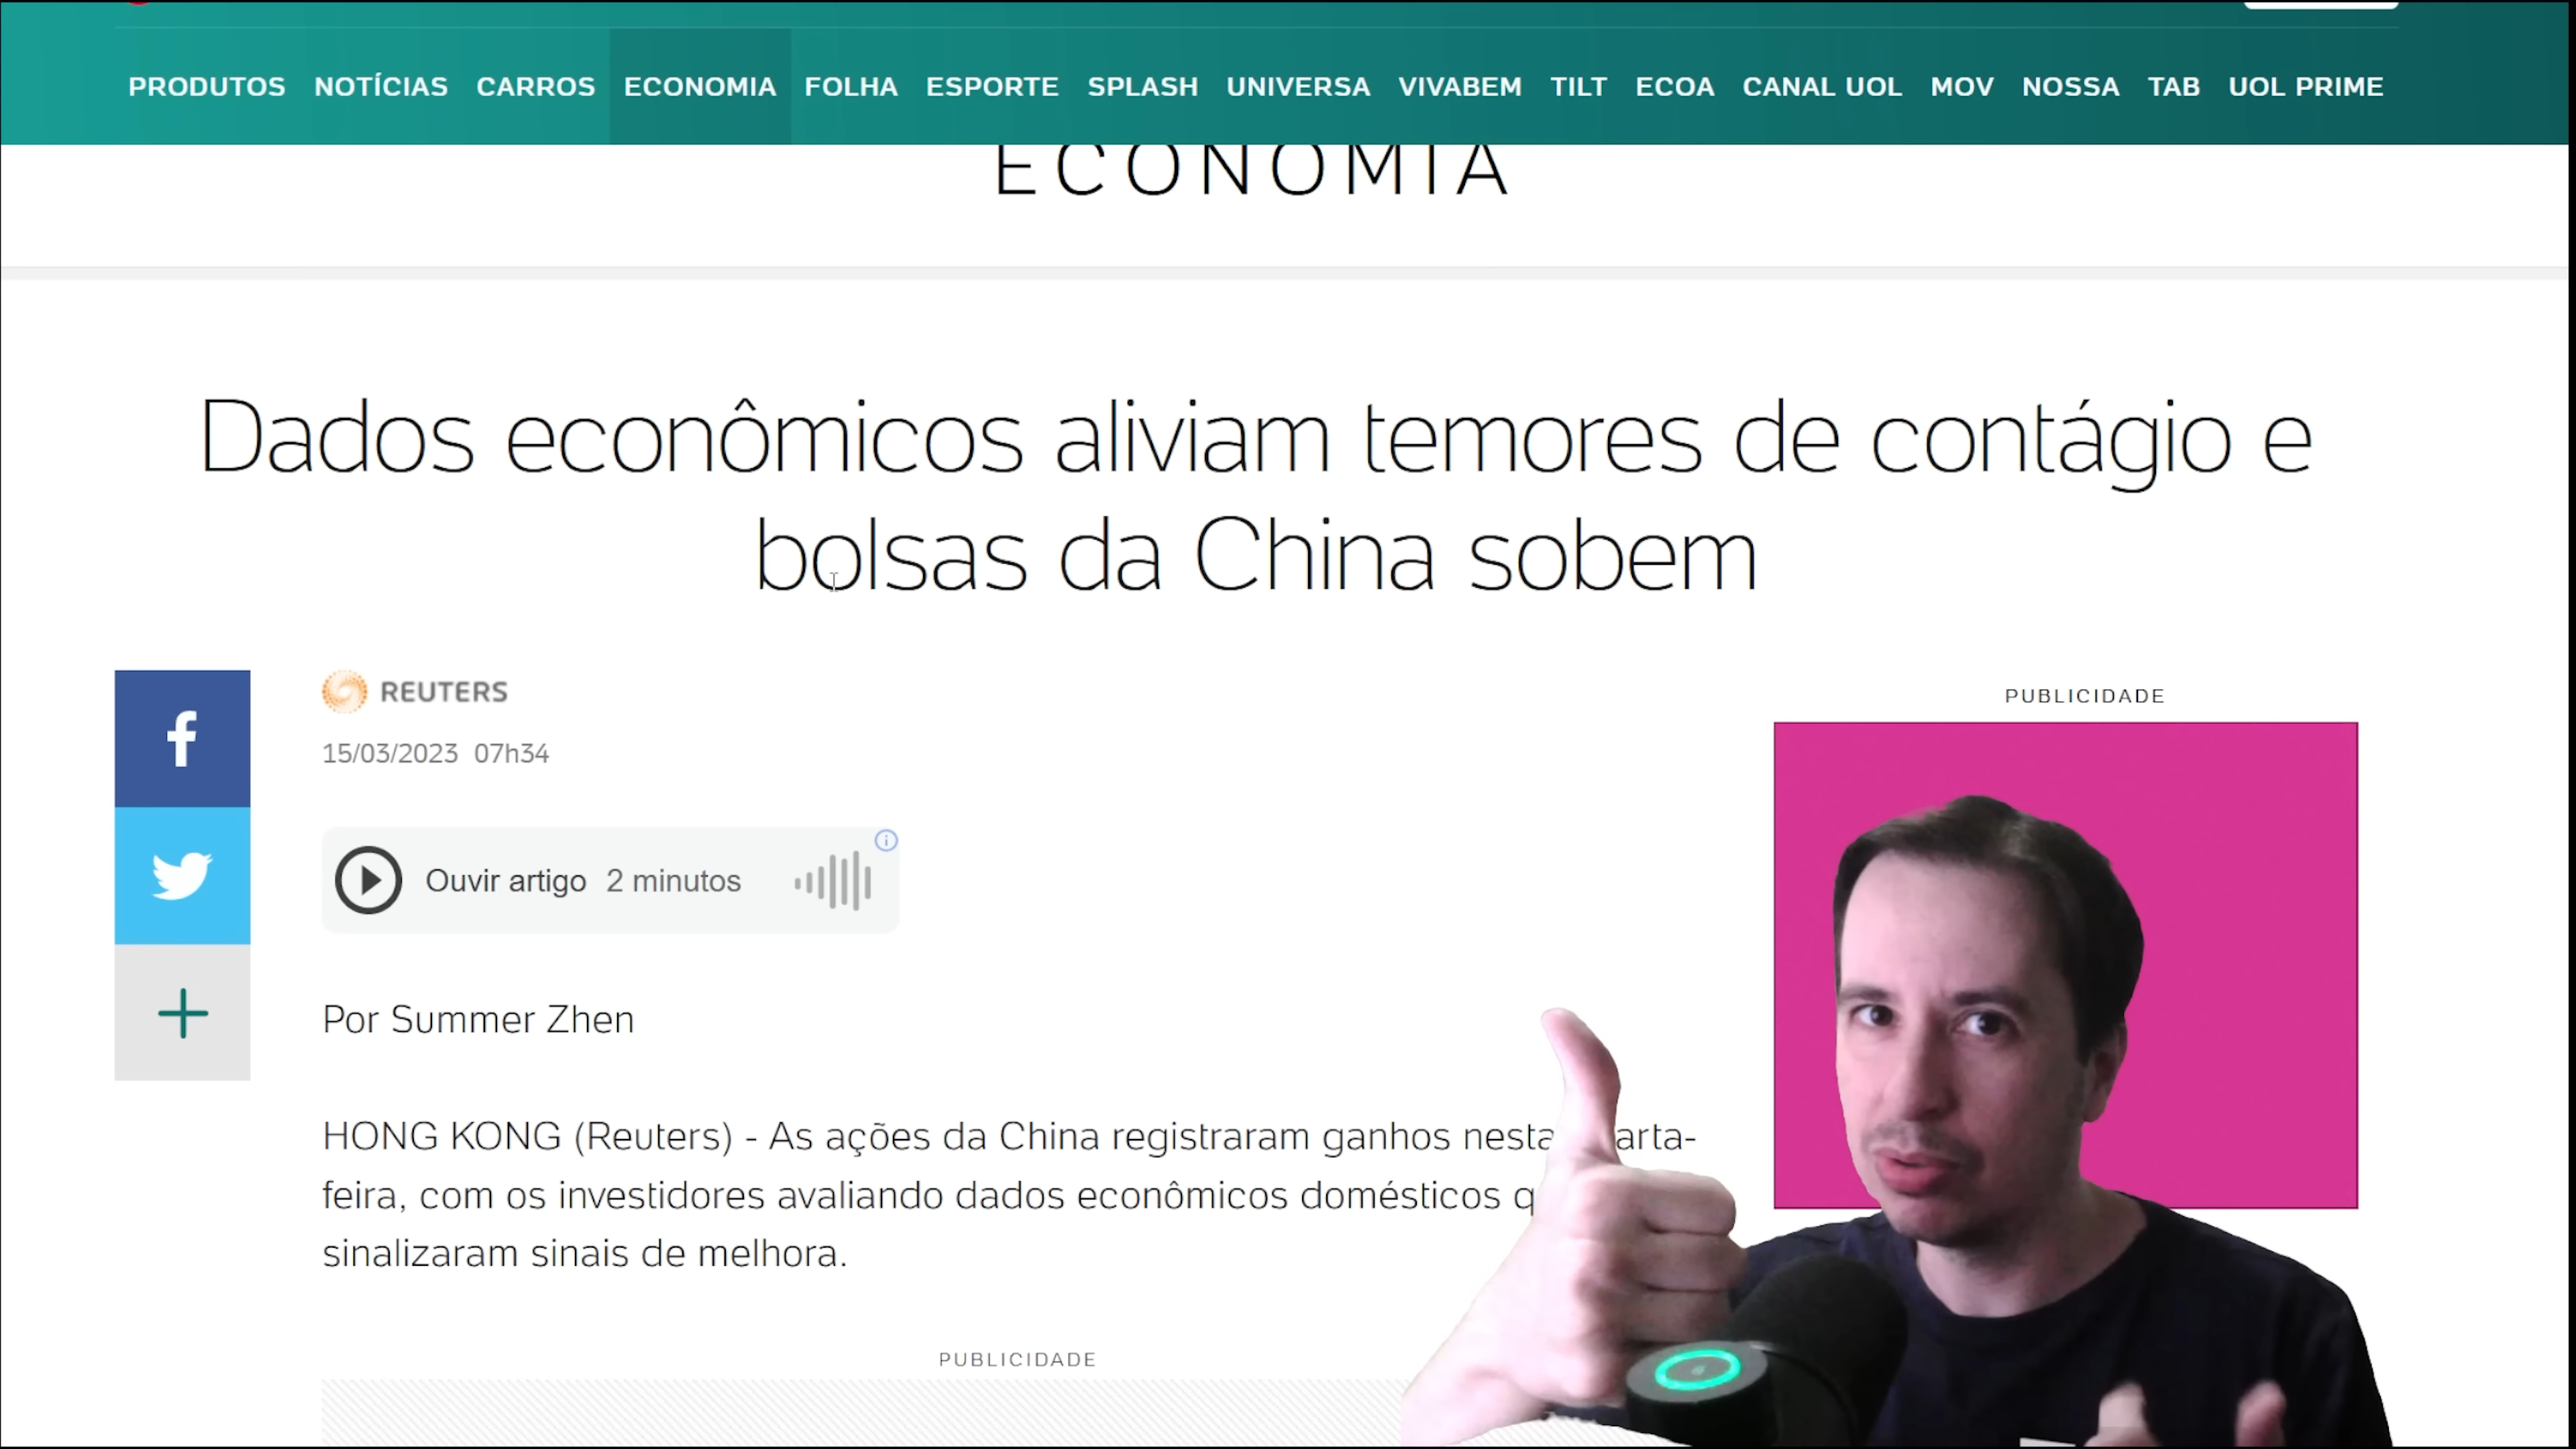 PRODUTOS NOTÍCIAS CARROS ECONOMIA FOLHA ESPORTE SPLASH UNIVERSA VIVABEM TILT ECOA CANAL UOL MOV NOSSA TAB UOL PRIME
ECONOMIA
Dados econômicos aliviam temores de contágio e
bolsas da China sobem
REUTERS
15/03/2023 07h34
Ouvir artigo 2 minutos
Por Summer Zhen
HONG KONG (Reuters) - As ações da China registraram ganhos nesta arta-
feira, com os investidores avaliando dados econômicos domésticos
sinalizaram sinais de melhora.
PUBLICIDADE
PUBLICIDADE